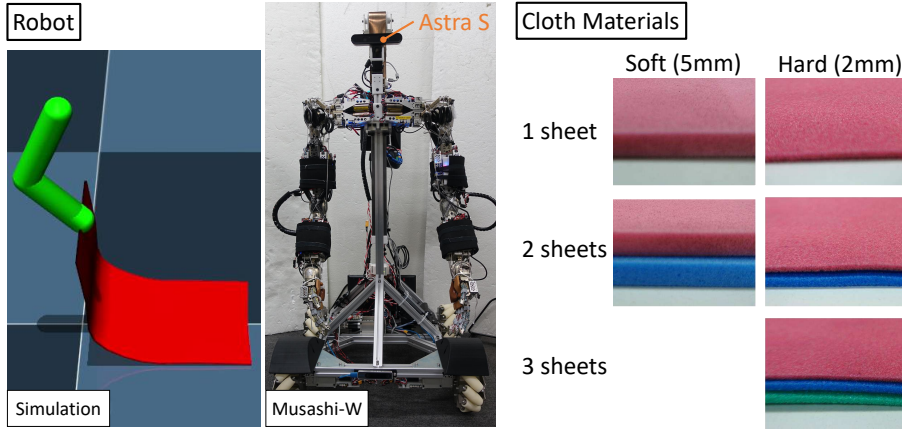 Robot
Astra S
Simulation
Musashi-W
Cloth Materials
Soft (5mm)
Hard (2mm)
1 sheet
2 sheets
3 sheets